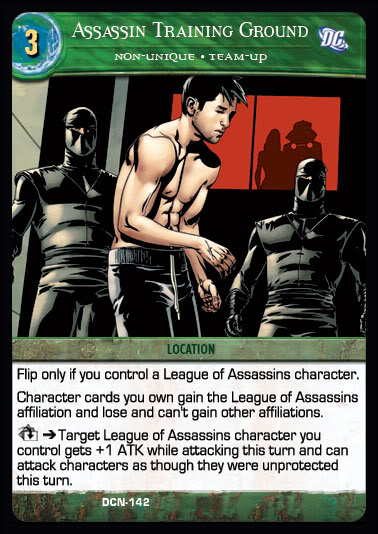 3
ASSASSIN TRAINING GROUND
DC
NON-UNIQUE • TEAM-UP
LOCATION
Flip only if you control a League of Assassins character.
Character cards you own gain the League of Assassins
affiliation and lose and can't gain other affiliations.
➔ Target League of Assassins character you
control gets +1 ATK while attacking this turn and can
attack characters as though they were unprotected
this turn.
DCN-142